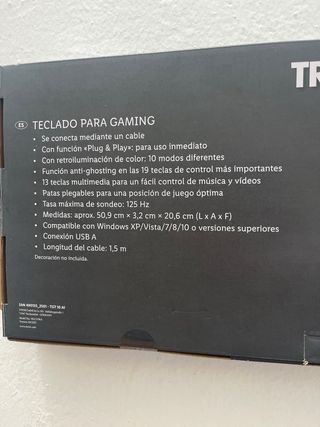 TR
ES TECLADO PARA GAMING
• Se conecta mediante un cable
• Con función «Plug & Play»: para uso inmediato
• Con retroiluminación de color: 10 modos diferentes
• Función anti-ghosting en las 19 teclas de control más importantes
• 13 teclas multimedia para un fácil control de música y vídeos
• Patas plegables para una posición de juego óptima
• Tasa máxima de sondeo: 125 Hz
• Medidas: aprox. 50,9 cm × 3,2 cm × 20,6 cm (L x A x F)
• Compatible con Windows XP/Vista/7/8/10 o versiones superiores
• Conexión USB A
• Longitud del cable: 1,5 m
Decoración no incluida.